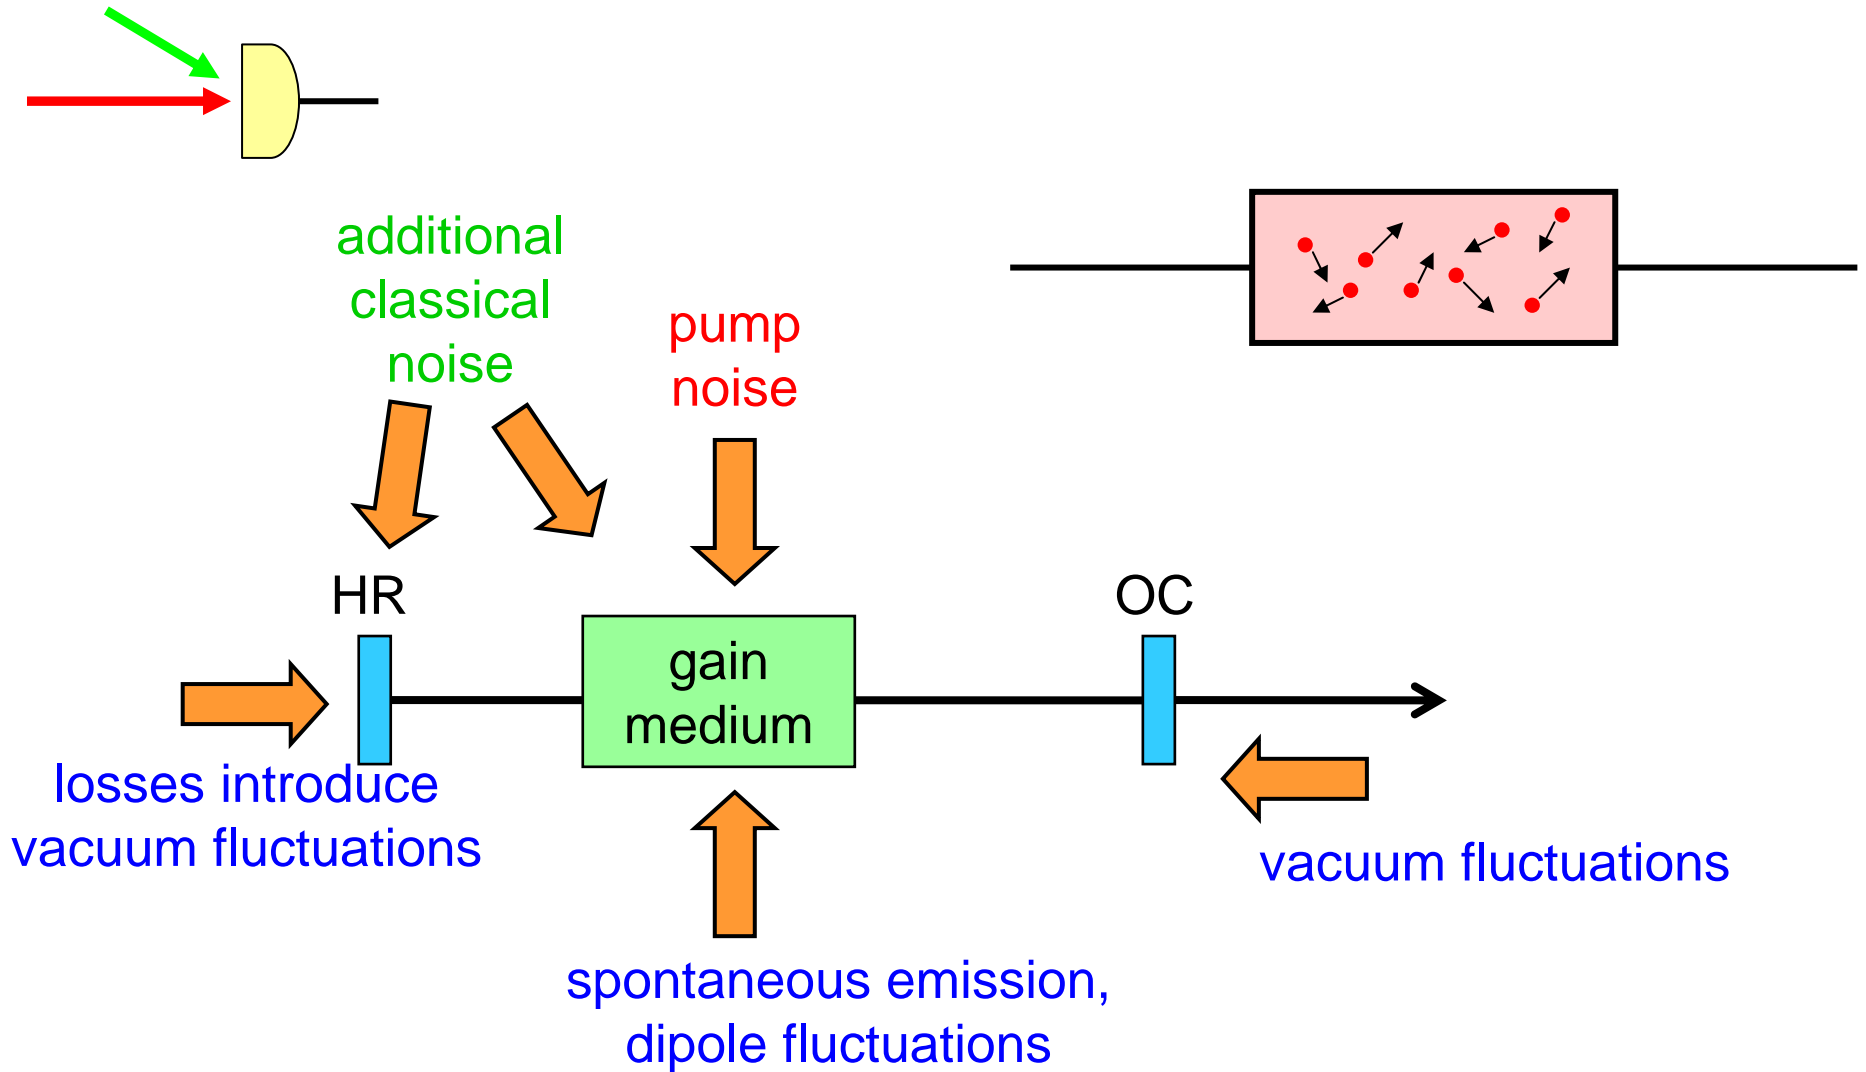 additional
classical
noise
pump
noise
HR
OC
gain
medium
losses introduce
vacuum fluctuations
vacuum fluctuations
spontaneous emission,
dipole fluctuations